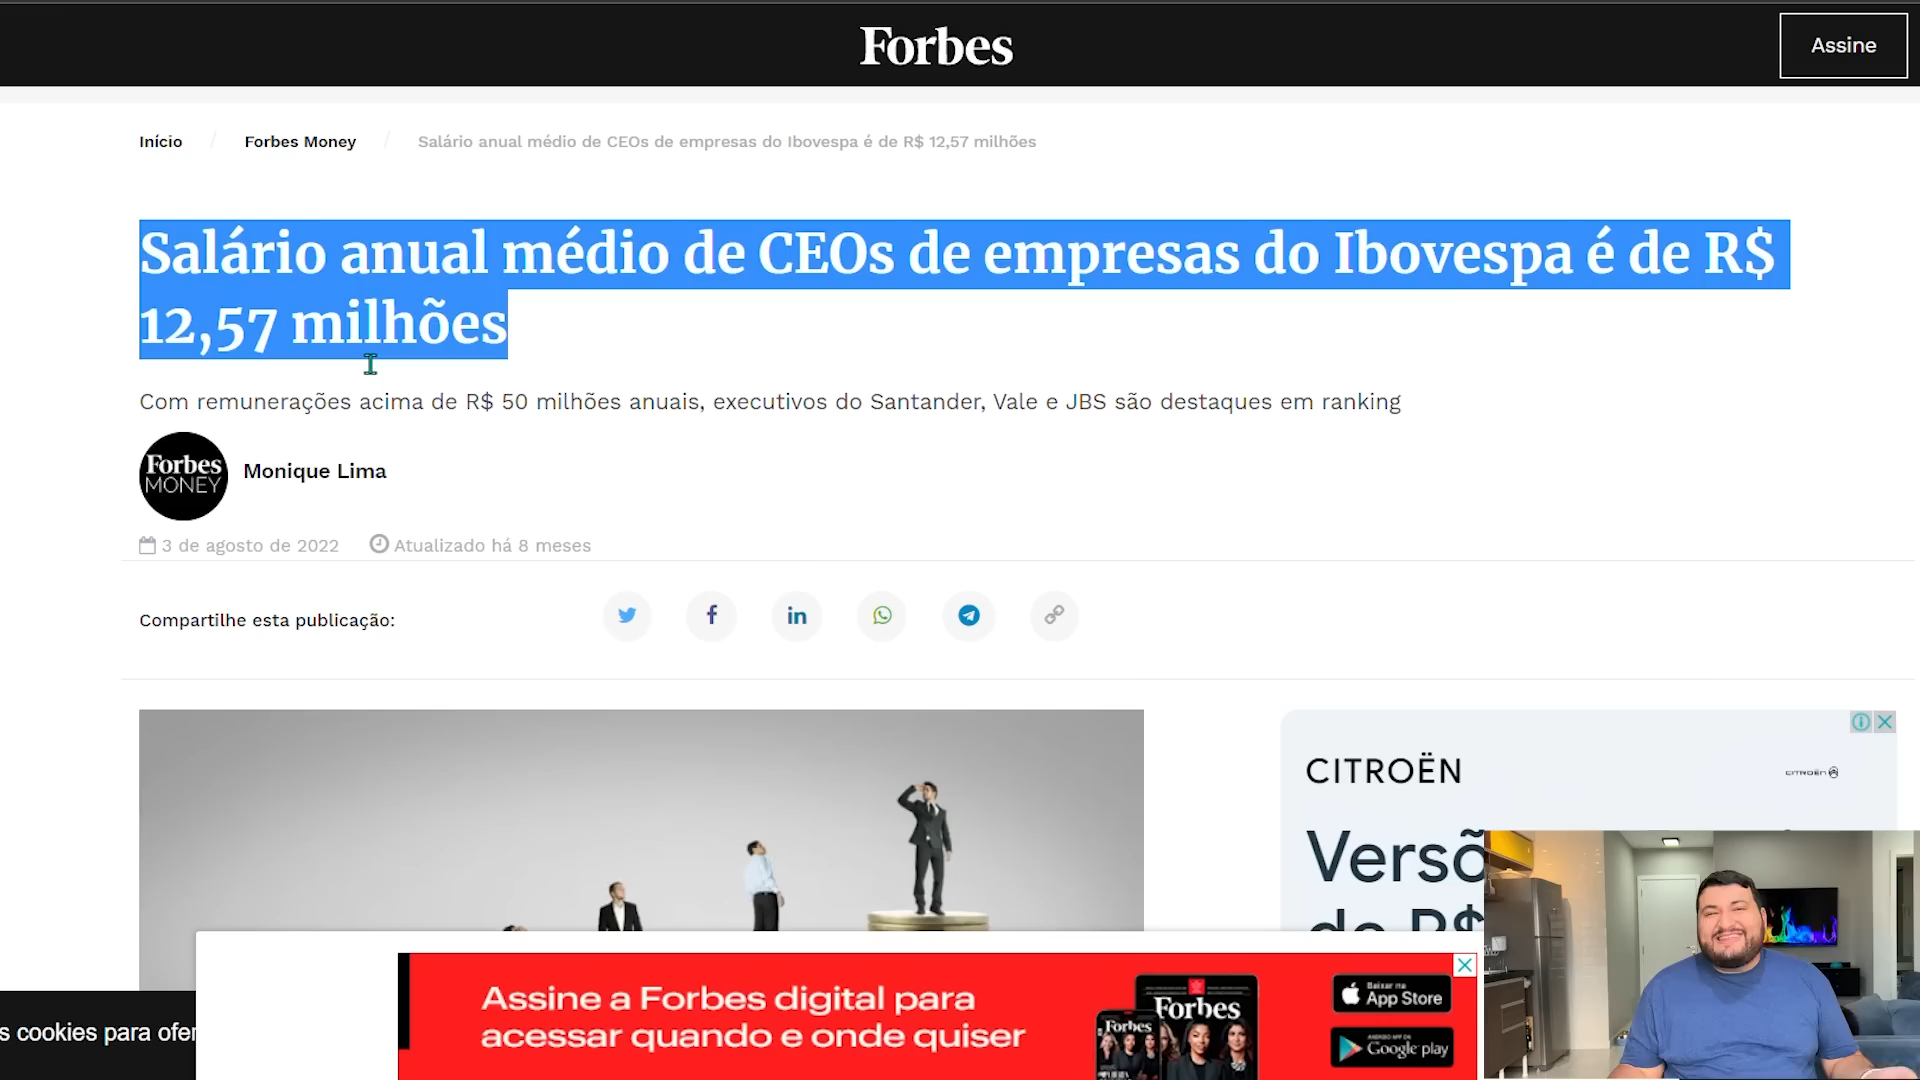 Forbes
Assine
Início / Forbes Money / Salário anual médio de CEOs de empresas do Ibovespa é de R$ 12,57 milhões
Salário anual médio de CEOs de empresas do Ibovespa é de R$
12,57 milhões
Com remunerações acima de R$ 50 milhões anuais, executivos do Santander, Vale e JBS são destaques em ranking
Forbes
MONEY
Monique Lima
3 de agosto de 2022 Atualizado há 8 meses
Compartilhe esta publicação:
CITROËN
CITROËN
Versõ
de R$
s cookies para ofer
Assine a Forbes digital para
acessar quando e onde quiser
Forbes
Forbes
Baixar na
App Store
Google play